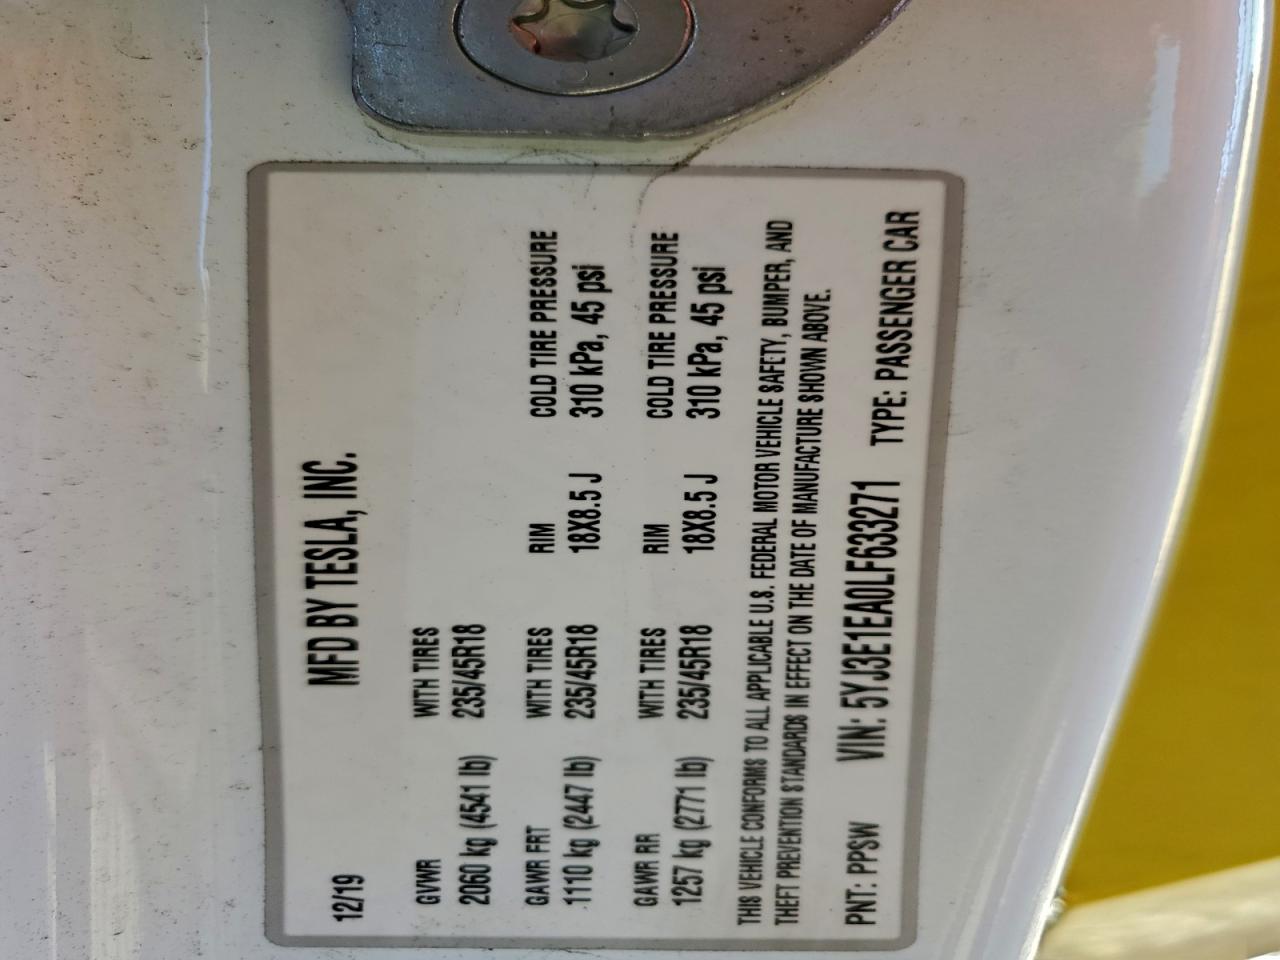 12/19 MFD BY TESLA, INC.
GVWR WITH TIRES
2060 kg (4541 lb) 235/45R18
GAWR FRT WITH TIRES RIM COLD TIRE PRESSURE
1110 kg (2447 lb) 235/45R18 18X8.5 J 310 kPa, 45 psi
GAWR RR WITH TIRES RIM COLD TIRE PRESSURE
1257 kg (2771 lb) 235/45R18 18X8.5 J 310 kPa, 45 psi
THIS VEHICLE CONFORMS TO ALL APPLICABLE U.S. FEDERAL MOTOR VEHICLE SAFETY, BUMPER, AND
THEFT PREVENTION STANDARDS IN EFFECT ON THE DATE OF MANUFACTURE SHOWN ABOVE.
PNT: PPSW VIN: 5YJ3E1EA0LF633271 TYPE: PASSENGER CAR